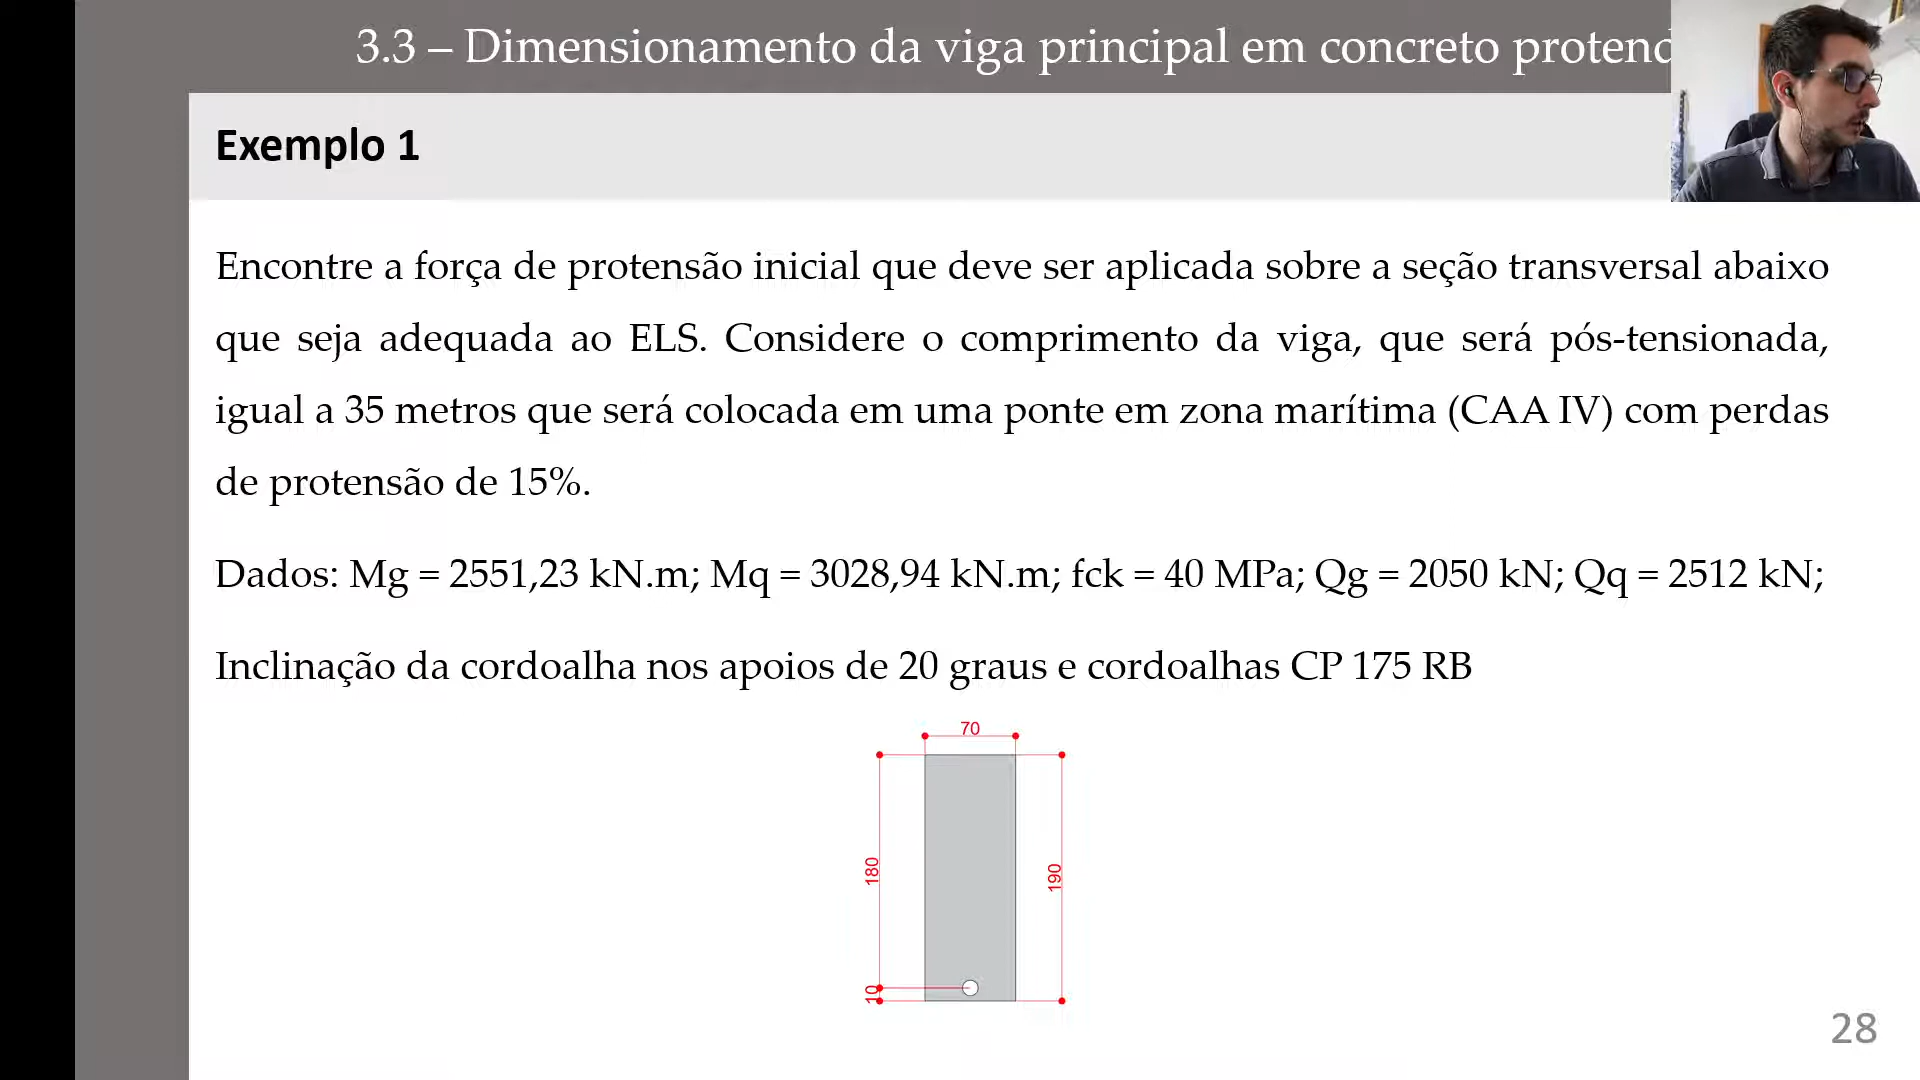 3.3 – Dimensionamento da viga principal em concreto protend
Exemplo 1
Encontre a força de protensão inicial que deve ser aplicada sobre a seção transversal abaixo
que seja adequada ao ELS. Considere o comprimento da viga, que será pós-tensionada,
igual a 35 metros que será colocada em uma ponte em zona marítima (CAA IV) com perdas
de protensão de 15%.
Dados: Mg = 2551,23 kN.m; Mq = 3028,94 kN.m; fck = 40 MPa; Qg = 2050 kN; Qq = 2512 kN;
Inclinação da cordoalha nos apoios de 20 graus e cordoalhas CP 175 RB
70
180
190
10
28